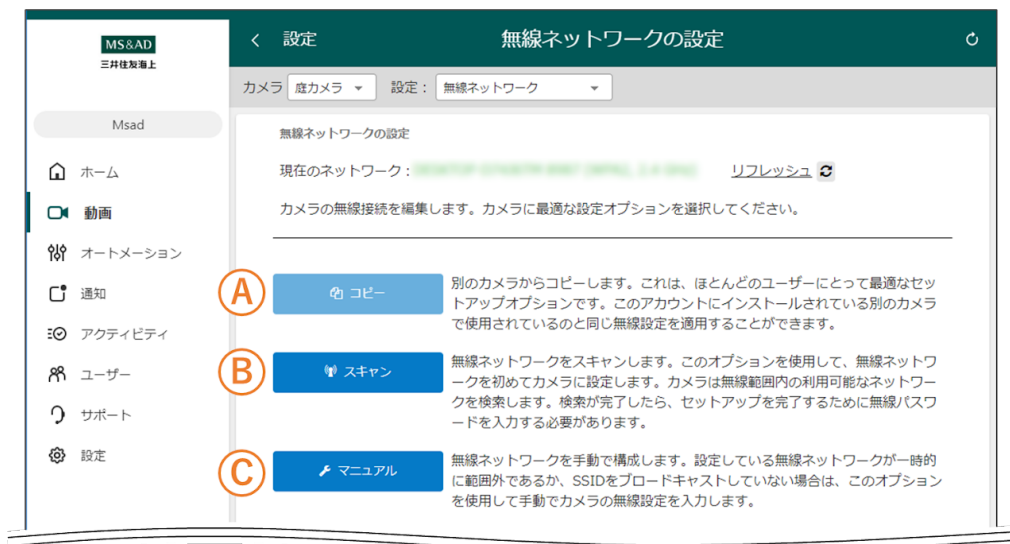 MS&AD
三井住友海上
設定
無線ネットワークの設定
カメラ 庭カメラ 設定： 無線ネットワーク
Msad
ホーム
動画
オートメーション
通知
アクティビティ
ユーザー
サポート
設定
無線ネットワークの設定
現在のネットワーク：
リフレッシュ
カメラの無線接続を編集します。カメラに最適な設定オプションを選択してください。
A
コピー
別のカメラからコピーします。これは、ほとんどのユーザーにとって最適なセッ
トアップオプションです。このアカウントにインストールされている別のカメラ
で使用されているのと同じ無線設定を適用することができます。
B
スキャン
無線ネットワークをスキャンします。このオプションを使用して、無線ネットワ
ークを初めてカメラに設定します。カメラは無線範囲内の利用可能なネットワー
クを検索します。検索が完了したら、セットアップを完了するために無線パスワ
ードを入力する必要があります。
C
マニュアル
無線ネットワークを手動で構成します。設定している無線ネットワークが一時的
に範囲外であるか、SSIDをブロードキャストしていない場合は、このオプション
を使用して手動でカメラの無線設定を入力します。